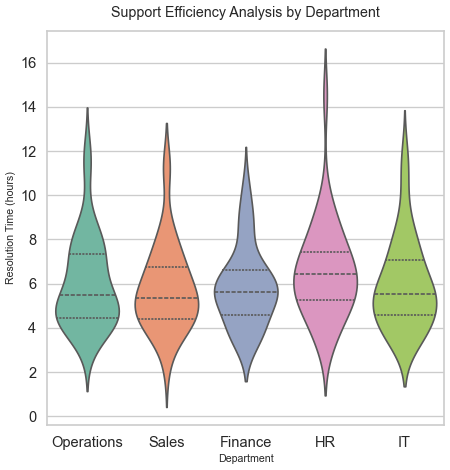 Support Efficiency Analysis by Department
Resolution Time (hours)
16
14
12
10
8
6
4
2
0
Operations Sales Finance HR IT
Department